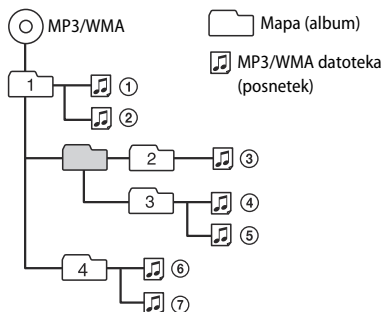 MP3/WMA
Mapa (album)
MP3/WMA datoteka
(posnetek)
1
①
②
2
③
3
④
⑤
4
⑥
⑦